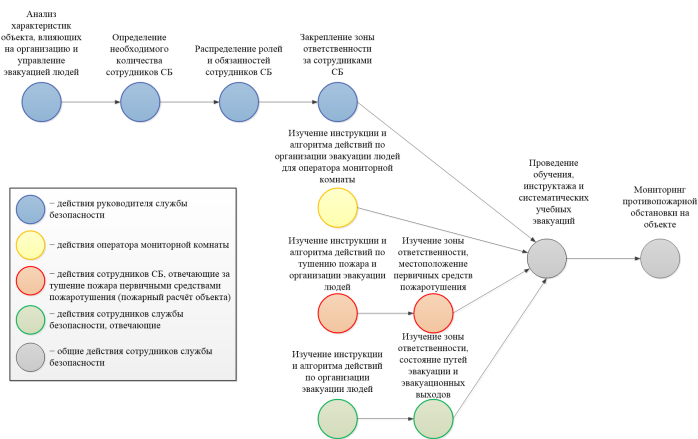 Анализ
характеристик
объекта, влияющих
на организацию и
управление
эвакуацией людей
Определение
необходимого
количества
сотрудников СБ
Распределение ролей
и обязанностей
сотрудников СБ
Закрепление зоны
ответственности
за сотрудниками
СБ
Изучение инструкции и
алгоритма действий по
организации эвакуации людей
для оператора мониторной
комнаты
Проведение
обучения,
инструктажа и
систематических
учебных
эвакуаций
Мониторинг
противопожарной
обстановки на
объекте
Изучение инструкции и
алгоритма действий по
тушению пожара и
организации эвакуации
людей
Изучение зоны
ответственности,
местоположение
первичных средств
пожаротушения
Изучение инструкции
и алгоритма действий
по организации
эвакуации людей
Изучение зоны
ответственности,
состояние путей
эвакуации и
эвакуационных
выходов
– действия руководителя службы
безопасности
– действия оператора мониторной комнаты
– действия сотрудников СБ, отвечающие за
тушение пожара первичными средствами
пожаротушения (пожарный расчёт объекта)
– действия сотрудников службы
безопасности, отвечающие
– общие действия сотрудников службы
безопасности